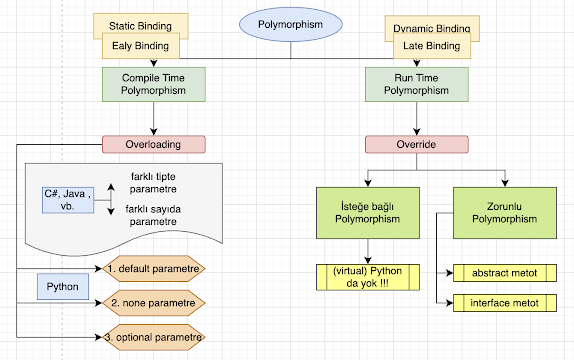 Static Binding
Polymorphism
Dynamic Binding
Ealy Binding
Late Binding
Compile Time
Polymorphism
Run Time
Polymorphism
Overloading
Override
farklı tipte
parametre
C#, Java ,
vb.
farklı sayıda
parametre
İsteğe bağlı
Polymorphism
Zorunlu
Polymorphism
1. default parametre
(virtual) Python
da yok !!!
abstract metot
Python
2. none parametre
interface metot
3. optional parametre